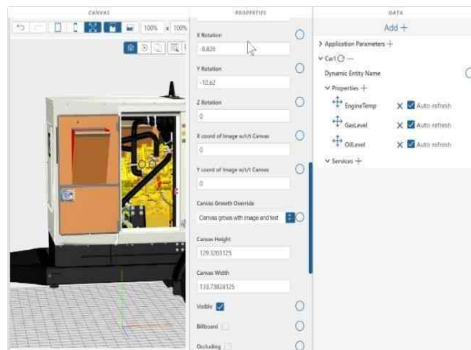 CANVAS
PROPERTIES
DATA
100%
x 100%
Add +
X Rotation
-8.826
Y Rotation
-12.62
Z Rotation
0
X coord of Image w/r/t Canvas
0
Y coord of Image w/r/t Canvas
0
Canvas Growth Override
Canvas grows with image and text
Canvas Height
129.3203125
Canvas Width
133.73828125
Visible
Billboard
Occluding
Application Parameters +
Car1
Dynamic Entity Name
Properties +
EngineTemp X Auto refresh
GasLevel X Auto refresh
OilLevel X Auto refresh
Services +